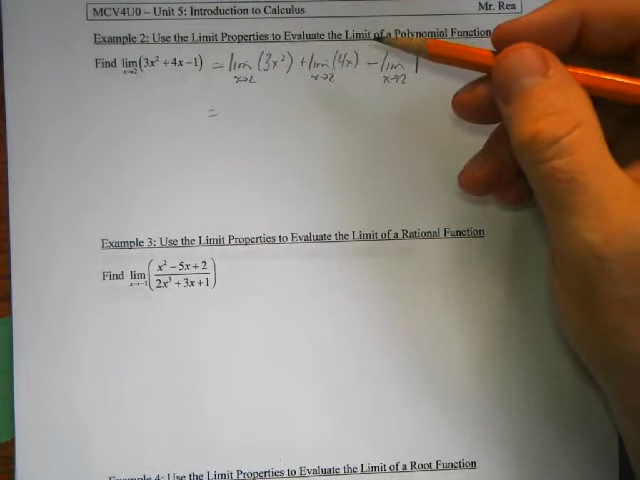 MCV4U0 – Unit 5: Introduction to Calculus Mr. Rea
Example 2: Use the Limit Properties to Evaluate the Limit of a Polynomial Function
Find lim x→2 (3x² + 4x − 1) = lim x→2 (3x²) + lim x→2 (4x) − lim x→2 1
=
Example 3: Use the Limit Properties to Evaluate the Limit of a Rational Function
Find lim x→−1 ((x² − 5x + 2)/(2x³ + 3x + 1))
Example 4: Use the Limit Properties to Evaluate the Limit of a Root Function